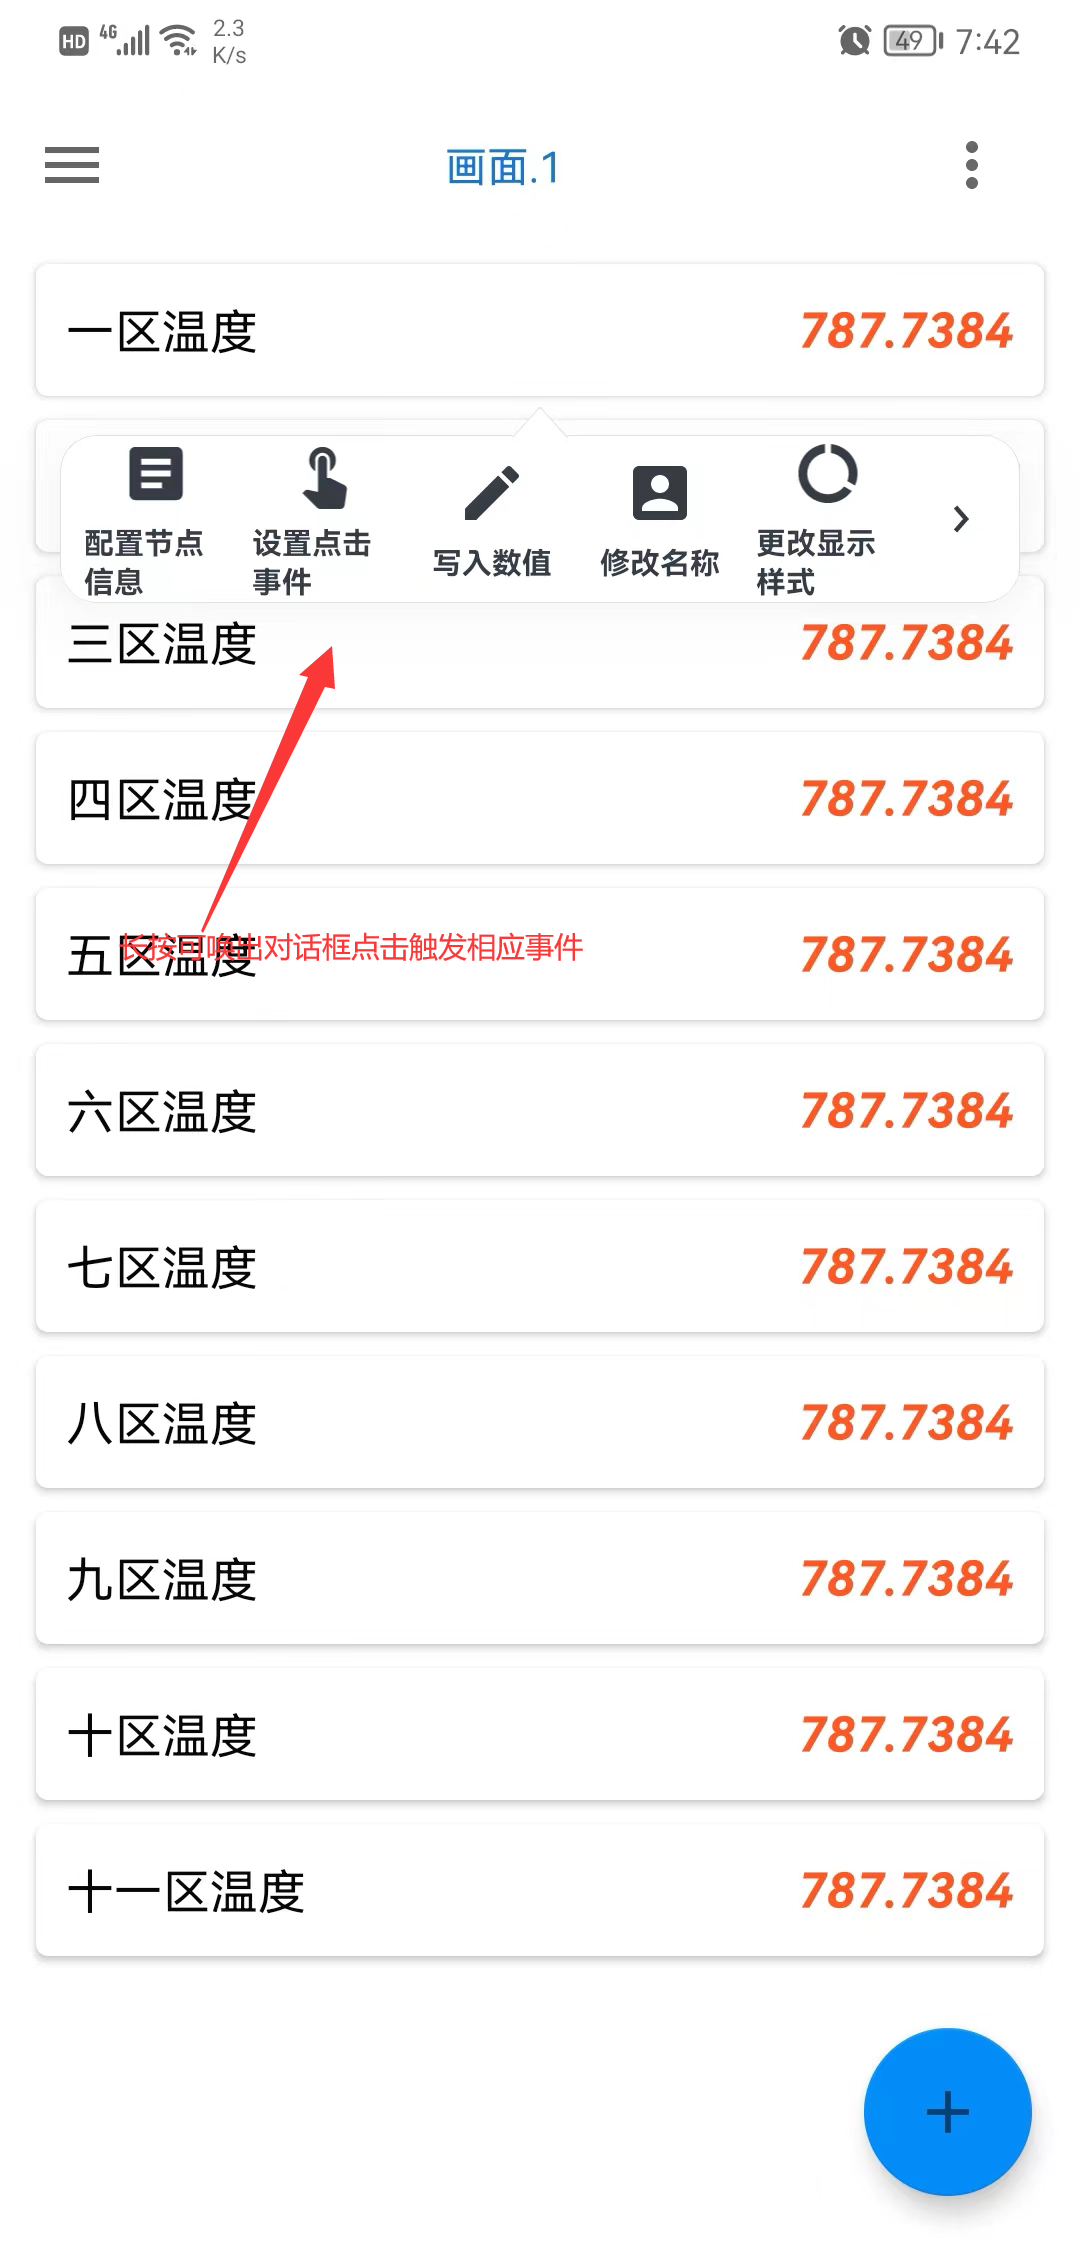 HD 4G 2.3 K/s 49 7:42
画面.1
一区温度 787.7384
配置节点信息 设置点击事件 写入数值 修改名称 更改显示样式
三区温度 787.7384
四区温度 787.7384
五区温度 787.7384
长按可唤出对话框点击触发相应事件
六区温度 787.7384
七区温度 787.7384
八区温度 787.7384
九区温度 787.7384
十区温度 787.7384
十一区温度 787.7384